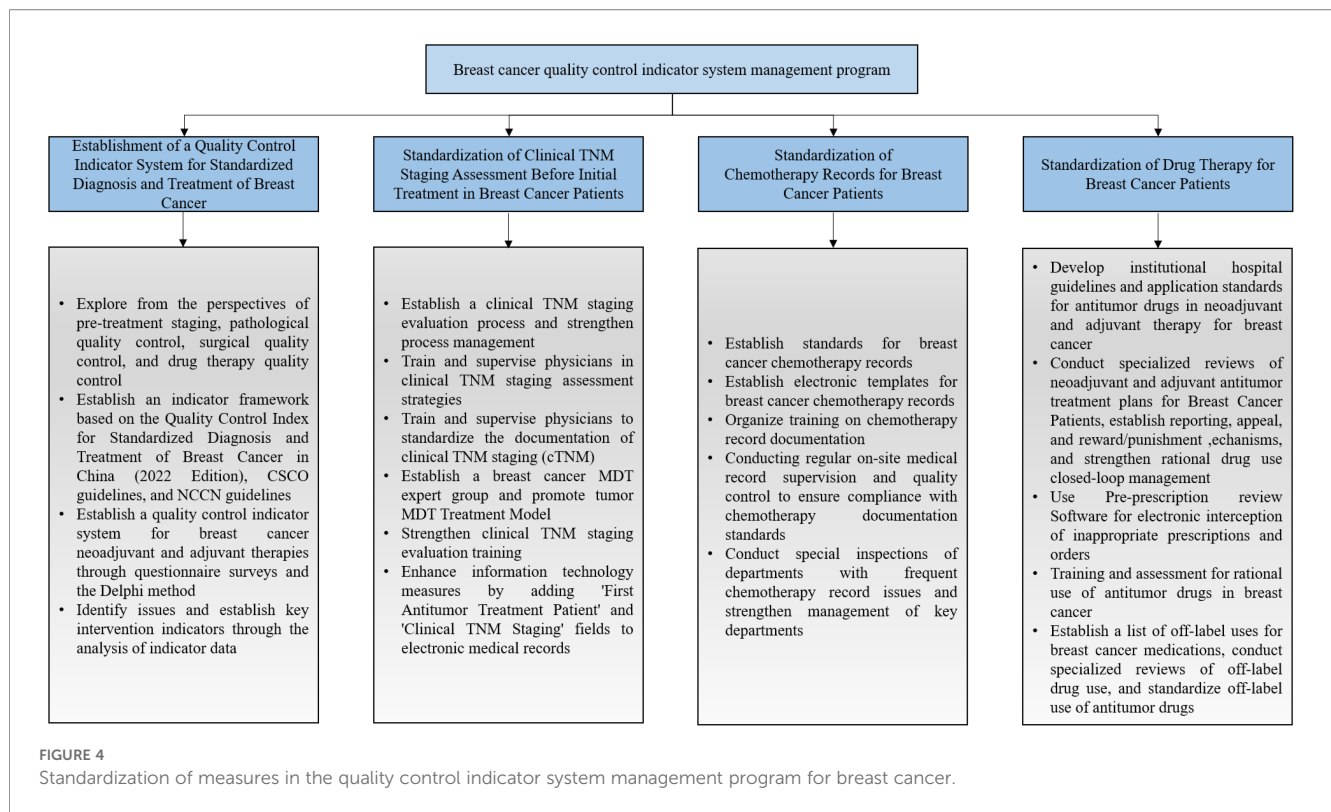 Breast cancer quality control indicator system management program
Establishment of a Quality Control
Indicator System for Standardized
Diagnosis and Treatment of Breast
Cancer
Standardization of Clinical TNM
Staging Assessment Before Initial
Treatment in Breast Cancer Patients
Standardization of
Chemotherapy Records for Breast
Cancer Patients
Standardization of Drug Therapy for
Breast Cancer Patients
• Explore from the perspectives of
pre-treatment staging, pathological
quality control, surgical quality
control, and drug therapy quality
control
• Establish an indicator framework
based on the Quality Control Index
for Standardized Diagnosis and
Treatment of Breast Cancer in
China (2022 Edition), CSCO
guidelines, and NCCN guidelines
• Establish a quality control indicator
system for breast cancer
neoadjuvant and adjuvant therapies
through questionnaire surveys and
the Delphi method
• Identify issues and establish key
intervention indicators through the
analysis of indicator data
• Establish a clinical TNM staging
evaluation process and strengthen
process management
• Train and supervise physicians in
clinical TNM staging assessment
strategies
• Train and supervise physicians to
standardize the documentation of
clinical TNM staging (cTNM)
• Establish a breast cancer MDT
expert group and promote tumor
MDT Treatment Model
• Strengthen clinical TNM staging
evaluation training
• Enhance information technology
measures by adding 'First
Antitumor Treatment Patient' and
'Clinical TNM Staging' fields to
electronic medical records
• Establish standards for breast
cancer chemotherapy records
• Establish electronic templates for
breast cancer chemotherapy records
• Organize training on chemotherapy
record documentation
• Conducting regular on-site medical
record supervision and quality
control to ensure compliance with
chemotherapy documentation
standards
• Conduct special inspections of
departments with frequent
chemotherapy record issues and
strengthen management of key
departments
• Develop institutional hospital
guidelines and application standards
for antitumor drugs in neoadjuvant
and adjuvant therapy for breast
cancer
• Conduct specialized reviews of
neoadjuvant and adjuvant antitumor
treatment plans for Breast Cancer
Patients, establish reporting, appeal,
and reward/punishment ,echanisms,
and strengthen rational drug use
closed-loop management
• Use Pre-prescription review
Software for electronic interception
of inappropriate prescriptions and
orders
• Training and assessment for rational
use of antitumor drugs in breast
cancer
• Establish a list of off-label uses for
breast cancer medications, conduct
specialized reviews of off-label
drug use, and standardize off-label
use of antitumor drugs
FIGURE 4
Standardization of measures in the quality control indicator system management program for breast cancer.